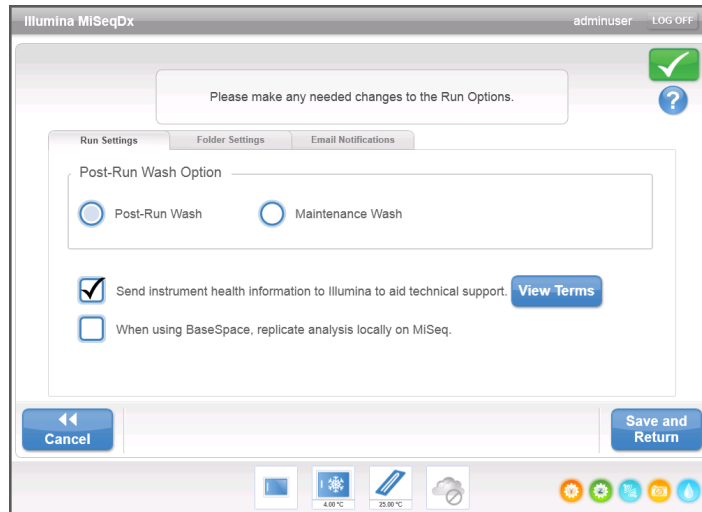 Illumina MiSeqDx
adminuser LOG OFF
Please make any needed changes to the Run Options.
?
Run Settings Folder Settings Email Notifications
Post-Run Wash Option
Post-Run Wash Maintenance Wash
Send instrument health information to Illumina to aid technical support. View Terms
When using BaseSpace, replicate analysis locally on MiSeq.
Cancel
Save and
Return
4.00 °C 25.00 °C